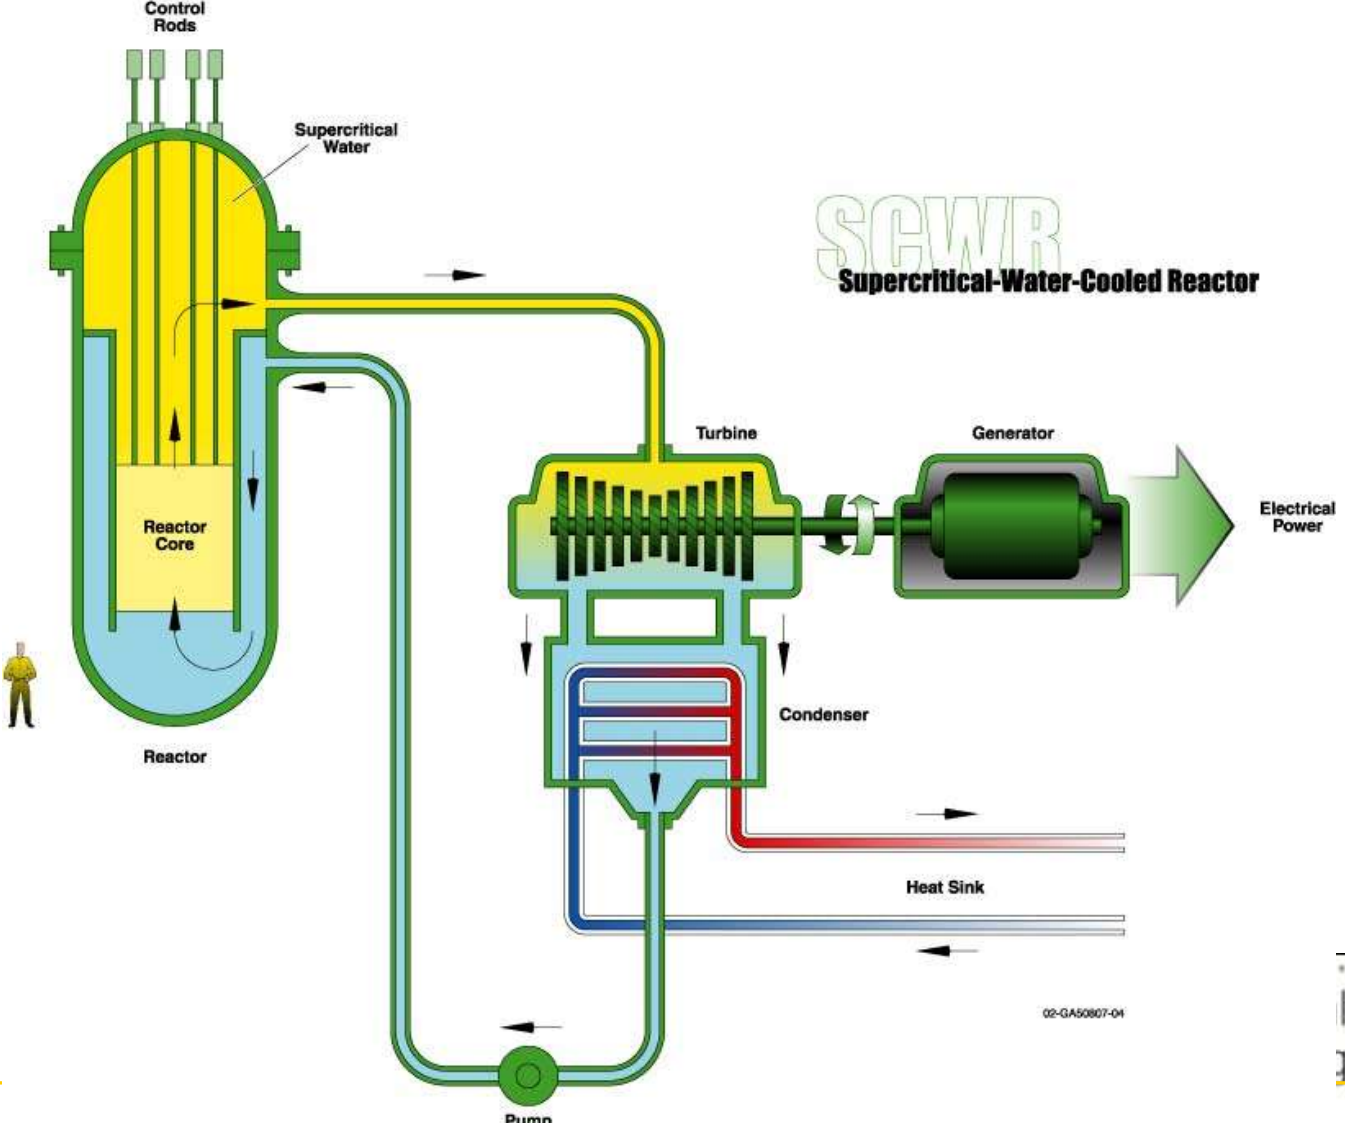 Control
Rods
Supercritical
Water
SCWR
Supercritical-Water-Cooled Reactor
Turbine
Generator
Electrical
Power
Reactor
Core
Condenser
Reactor
Heat Sink
02-GA50807-04
Pump